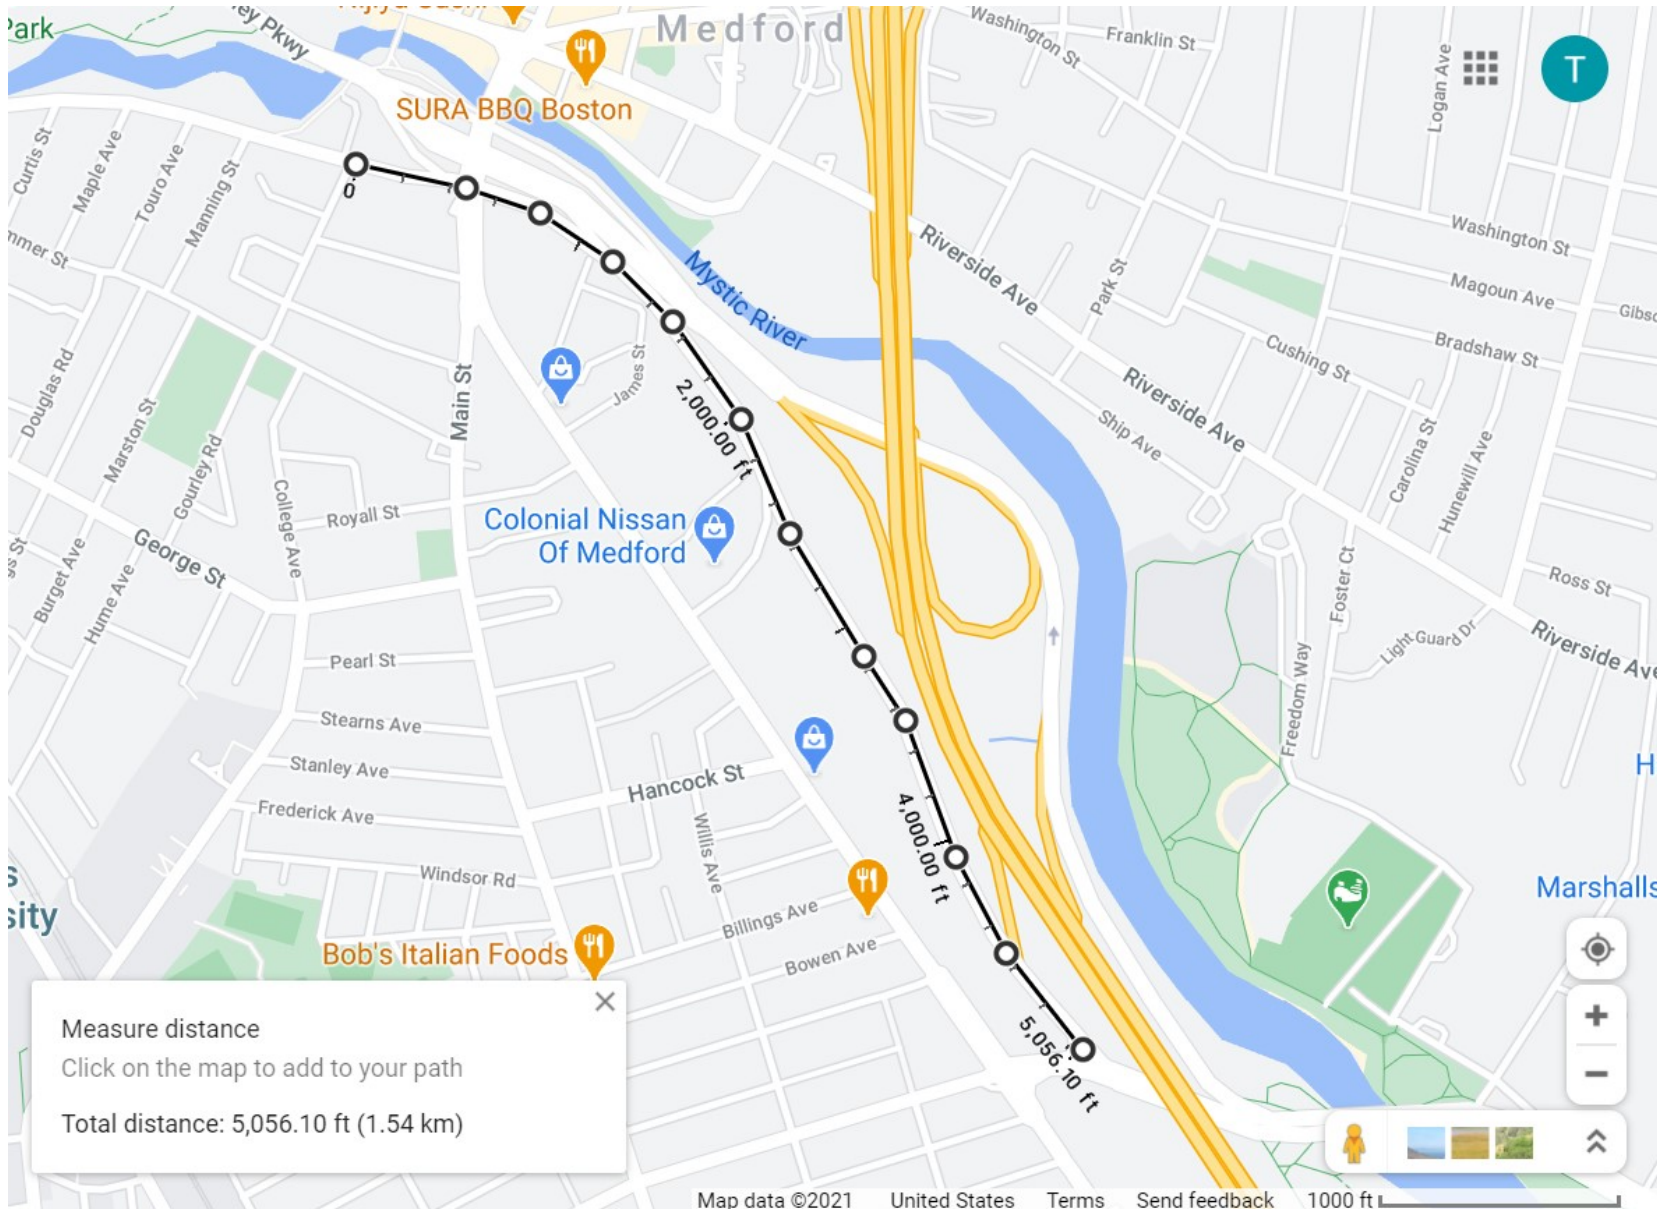 Park
ey Pkwy
Medford
SURA BBQ Boston
Washington St
Franklin St
Logan Ave
T
Curtis St
Maple Ave
Touro Ave
Manning St
0
mmer St
Riverside Ave
Park St
Washington St
Magoun Ave
Gibso
Mystic River
Cushing St
Bradshaw St
Douglas Rd
Marston St
Gourley Rd
Main St
James St
2,000.00 ft
Riverside Ave
Ship Ave
Carolina St
Hunewill Ave
College Ave
Royall St
George St
Colonial Nissan
Of Medford
gs St
Burget Ave
Hume Ave
Foster Ct
Ross St
Light Guard Dr
Riverside Ave
Pearl St
Stearns Ave
Stanley Ave
Frederick Ave
Hancock St
Willis Ave
Freedom Way
H
4,000.00 ft
Windsor Rd
Marshalls
s
sity
Billings Ave
Bowen Ave
Bob's Italian Foods
5,056.10 ft
Measure distance
Click on the map to add to your path
Total distance: 5,056.10 ft (1.54 km)
Map data ©2021 United States Terms Send feedback 1000 ft